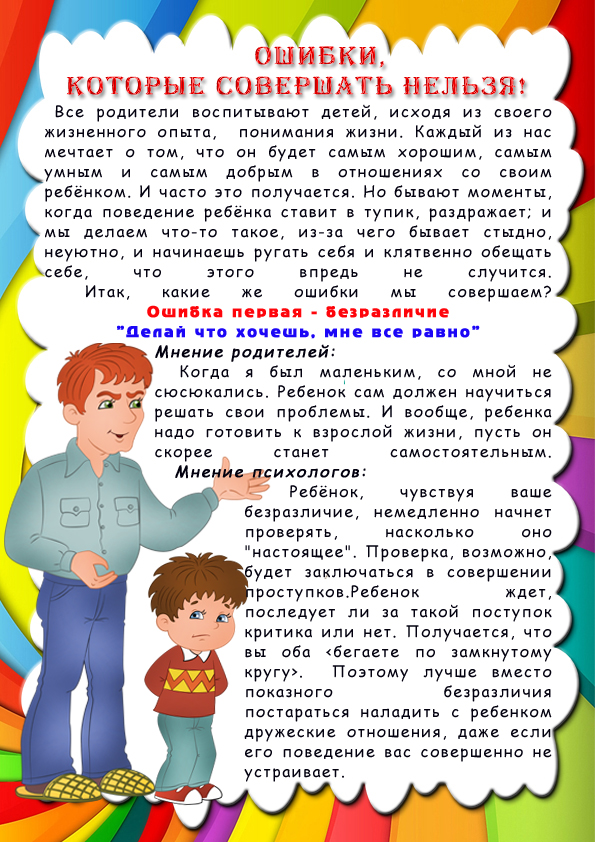 ОШИБКИ,
КОТОРЫЕ СОВЕРШАТЬ НЕЛЬЗЯ!
Все родители воспитывают детей, исходя из своего
жизненного опыта, понимания жизни. Каждый из нас
мечтает о том, что он будет самым хорошим, самым
умным и самым добрым в отношениях со своим
ребёнком. И часто это получается. Но бывают моменты,
когда поведение ребёнка ставит в тупик, раздражает; и
мы делаем что-то такое, из-за чего бывает стыдно,
неуютно, и начинаешь ругать себя и клятвенно обещать
себе, что этого впредь не случится.
Итак, какие же ошибки мы совершаем?
Ошибка первая - безразличие
"Делай что хочешь, мне все равно"
Мнение родителей:
Когда я был маленьким, со мной не
сюсюкались. Ребенок сам должен научиться
решать свои проблемы. И вообще, ребенка
надо готовить к взрослой жизни, пусть он
скорее станет самостоятельным.
Мнение психологов:
Ребёнок, чувствуя ваше
безразличие, немедленно начнет
проверять, насколько оно
"настоящее". Проверка, возможно,
будет заключаться в совершении
проступков.Ребенок ждет,
последует ли за такой поступок
критика или нет. Получается, что
вы оба <бегаете по замкнутому
кругу>. Поэтому лучше вместо
показного безразличия
постараться наладить с ребенком
дружеские отношения, даже если
его поведение вас совершенно не
устраивает.